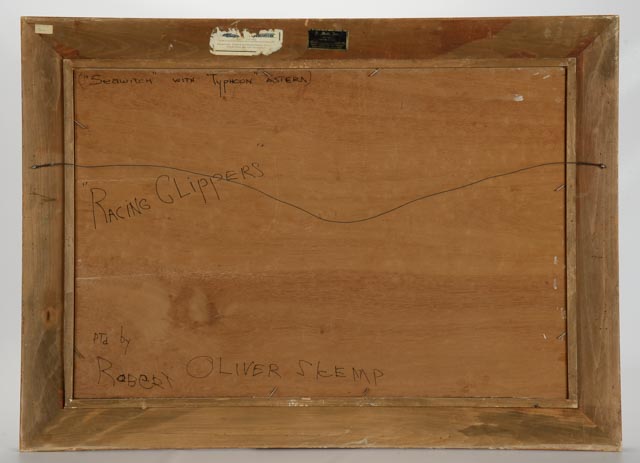 ("SEAWITCH" WITH TYPHOON" ASTERN)
"RACING CLIPPERS"
PTD by
ROBERT OLIVER SKEMP